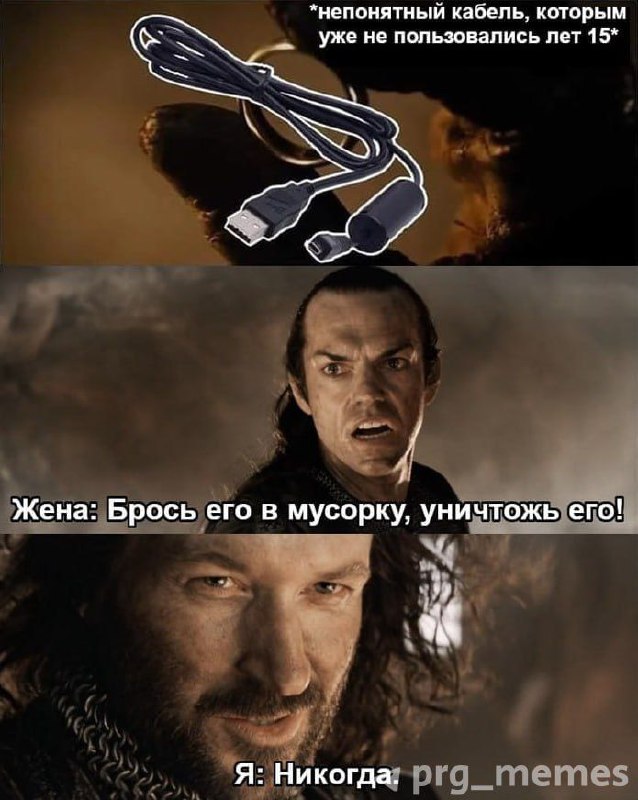 *непонятный кабель, которым
уже не пользовались лет 15*
Жена: Брось его в мусорку, уничтожь его!
Я: Никогда.
prg_memes